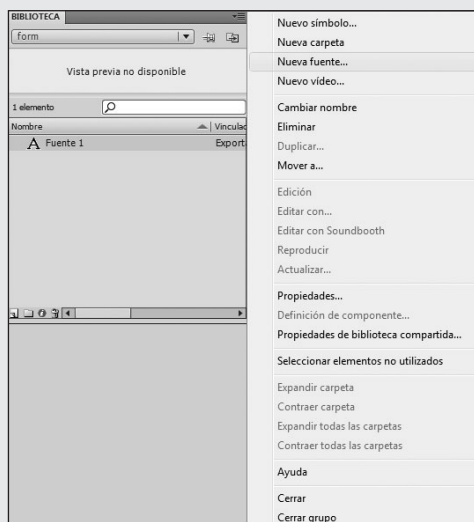 BIBLIOTECA
form
Vista previa no disponible
1 elemento
Nombre Vinculac
Fuente 1 Export
Nuevo símbolo...
Nueva carpeta
Nueva fuente...
Nuevo vídeo...
Cambiar nombre
Eliminar
Duplicar...
Mover a...
Edición
Editar con...
Editar con Soundbooth
Reproducir
Actualizar...
Propiedades...
Definición de componente...
Propiedades de biblioteca compartida...
Seleccionar elementos no utilizados
Expandir carpeta
Contraer carpeta
Expandir todas las carpetas
Contraer todas las carpetas
Ayuda
Cerrar
Cerrar grupo